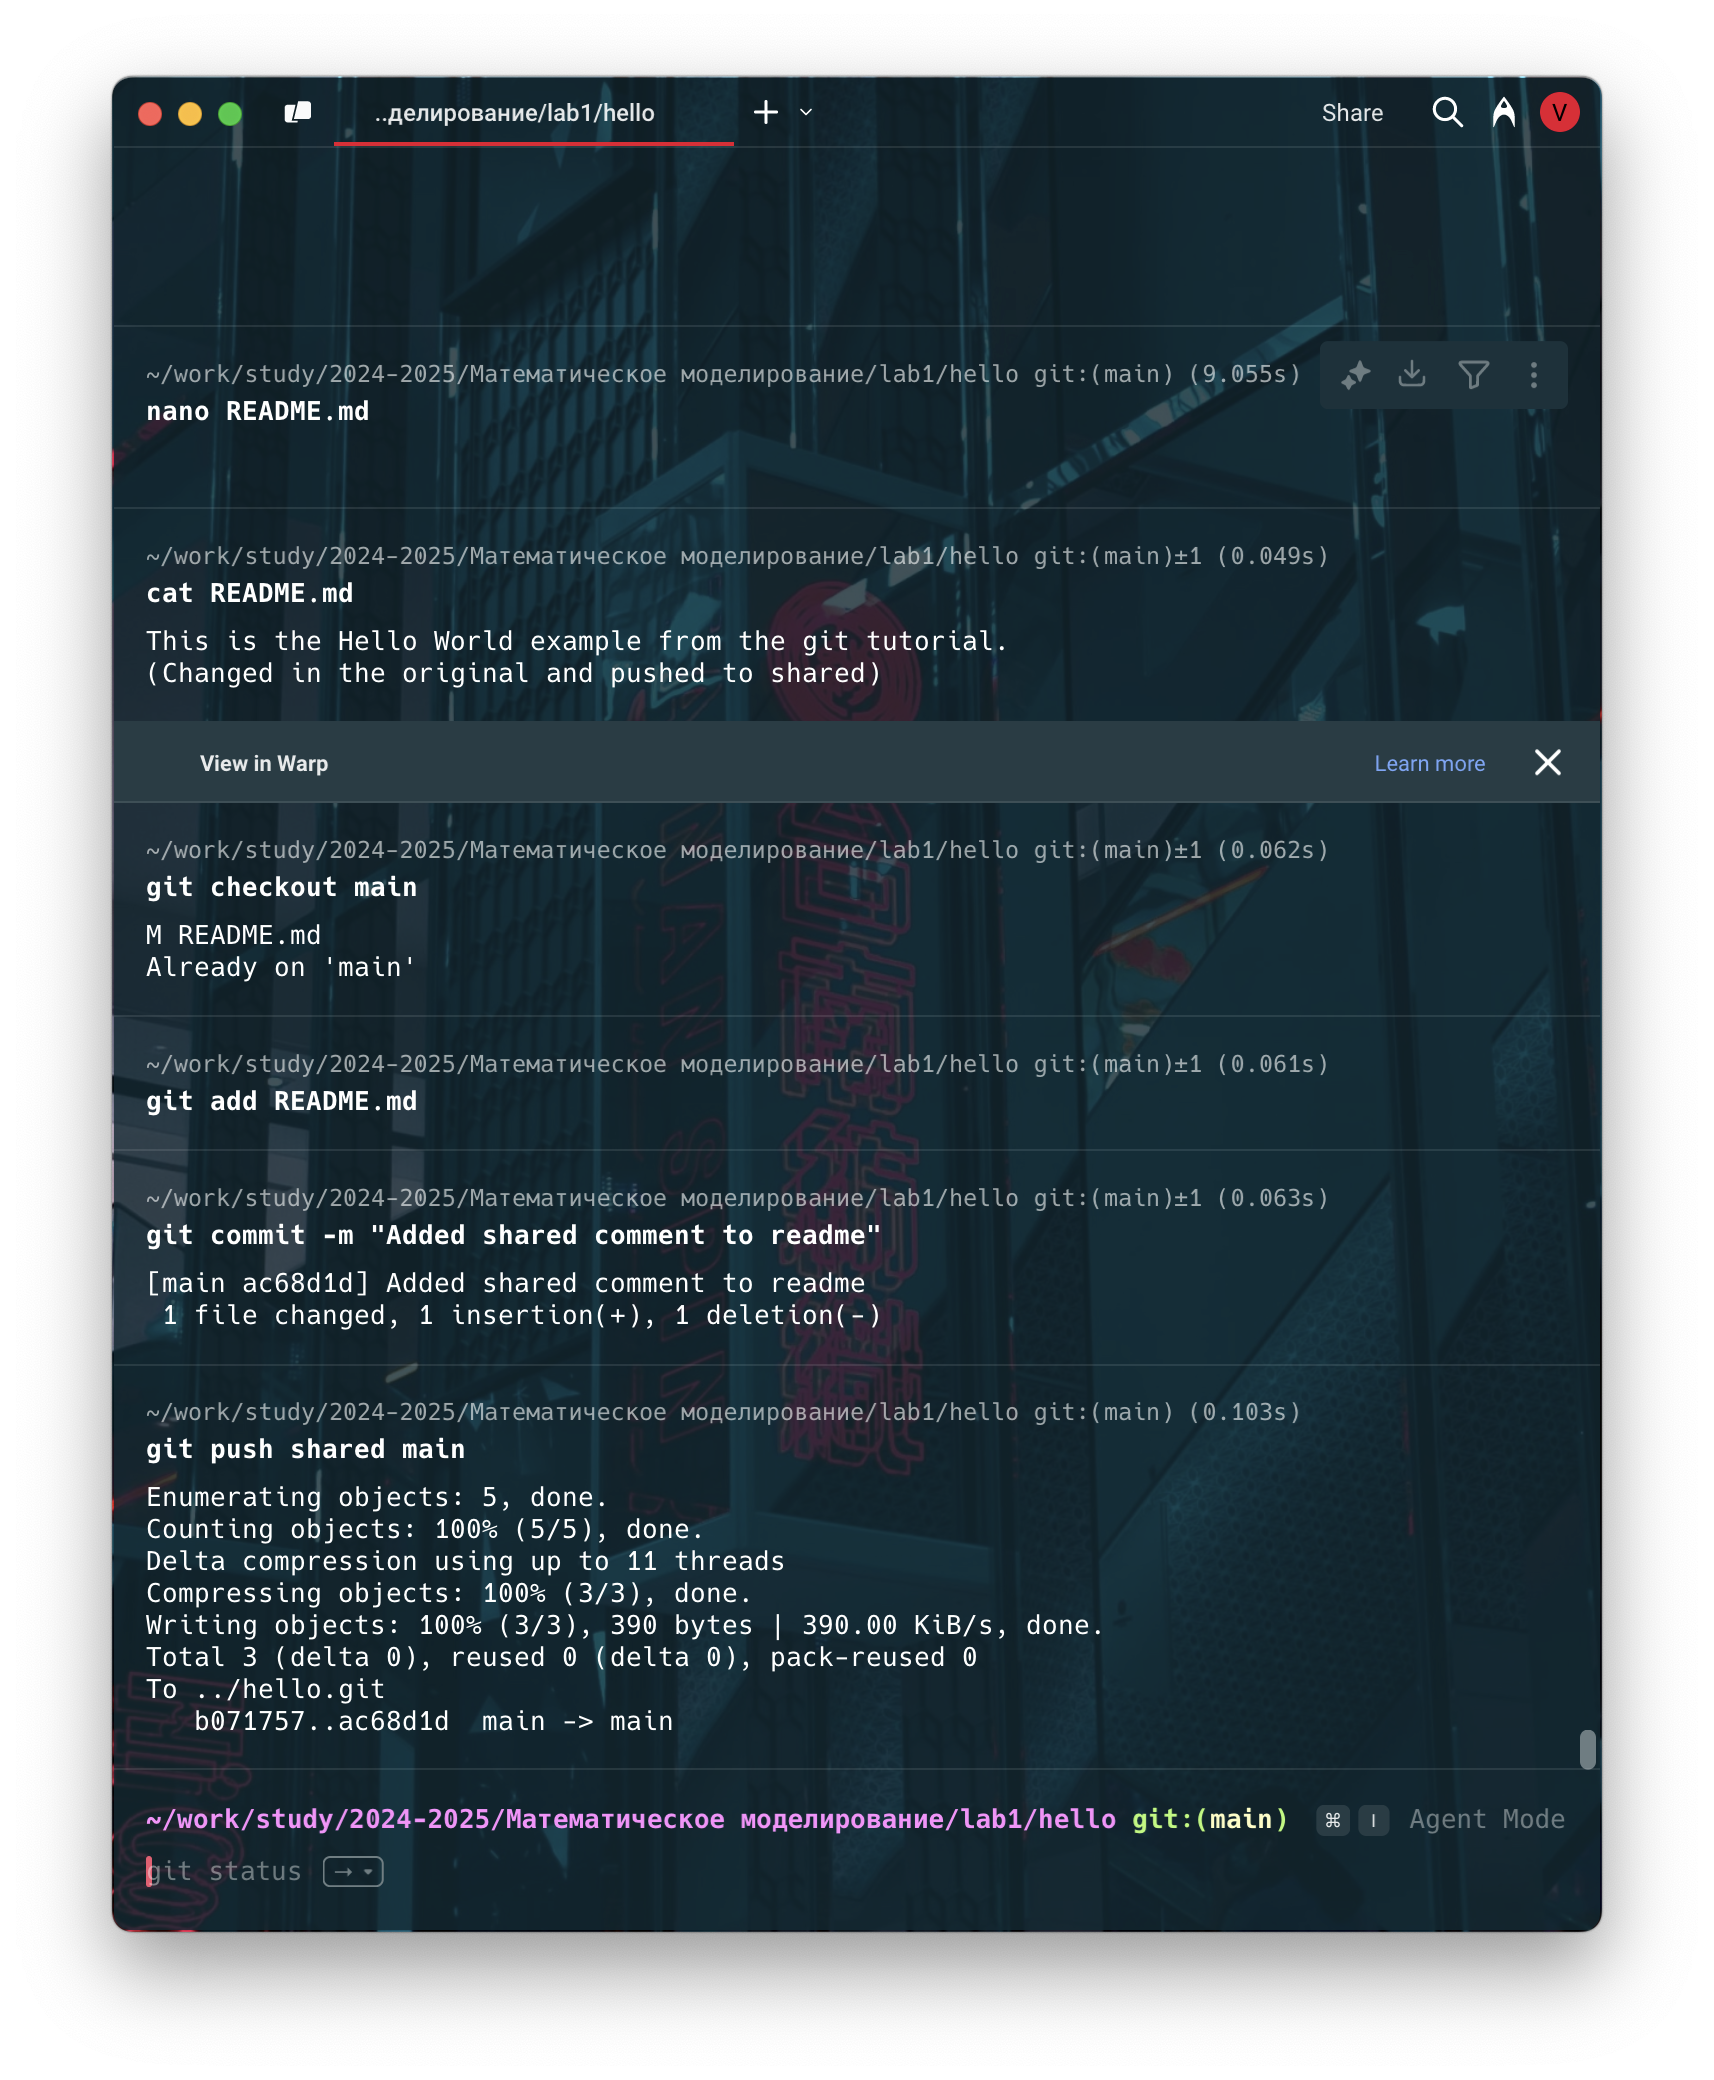 ..делирование/lab1/hello
Share
V
~/work/study/2024-2025/Математическое моделирование/lab1/hello git:(main) (9.055s)
nano README.md
~/work/study/2024-2025/Математическое моделирование/lab1/hello git:(main)±1 (0.049s)
cat README.md
This is the Hello World example from the git tutorial.
(Changed in the original and pushed to shared)
View in Warp
Learn more
~/work/study/2024-2025/Математическое моделирование/lab1/hello git:(main)±1 (0.062s)
git checkout main
M README.md
Already on 'main'
~/work/study/2024-2025/Математическое моделирование/lab1/hello git:(main)±1 (0.061s)
git add README.md
~/work/study/2024-2025/Математическое моделирование/lab1/hello git:(main)±1 (0.063s)
git commit -m "Added shared comment to readme"
[main ac68d1d] Added shared comment to readme
1 file changed, 1 insertion(+), 1 deletion(-)
~/work/study/2024-2025/Математическое моделирование/lab1/hello git:(main) (0.103s)
git push shared main
Enumerating objects: 5, done.
Counting objects: 100% (5/5), done.
Delta compression using up to 11 threads
Compressing objects: 100% (3/3), done.
Writing objects: 100% (3/3), 390 bytes | 390.00 KiB/s, done.
Total 3 (delta 0), reused 0 (delta 0), pack-reused 0
To ../hello.git
b071757..ac68d1d  main -> main
~/work/study/2024-2025/Математическое моделирование/lab1/hello git:(main) ⌘ I Agent Mode
git status